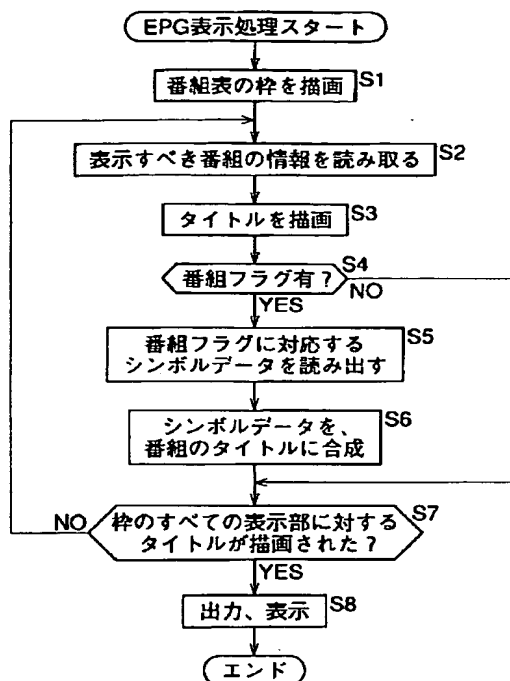 EPG表示処理スタート
番組表の枠を描画 S1
表示すべき番組の情報を読み取る S2
タイトルを描画 S3
番組フラグ有? S4
NO
YES
番組フラグに対応する S5
シンボルデータを読み出す
シンボルデータを、 S6
番組のタイトルに合成
NO 枠のすべての表示部に対する S7
タイトルが描画された?
YES
出力、表示 S8
エンド